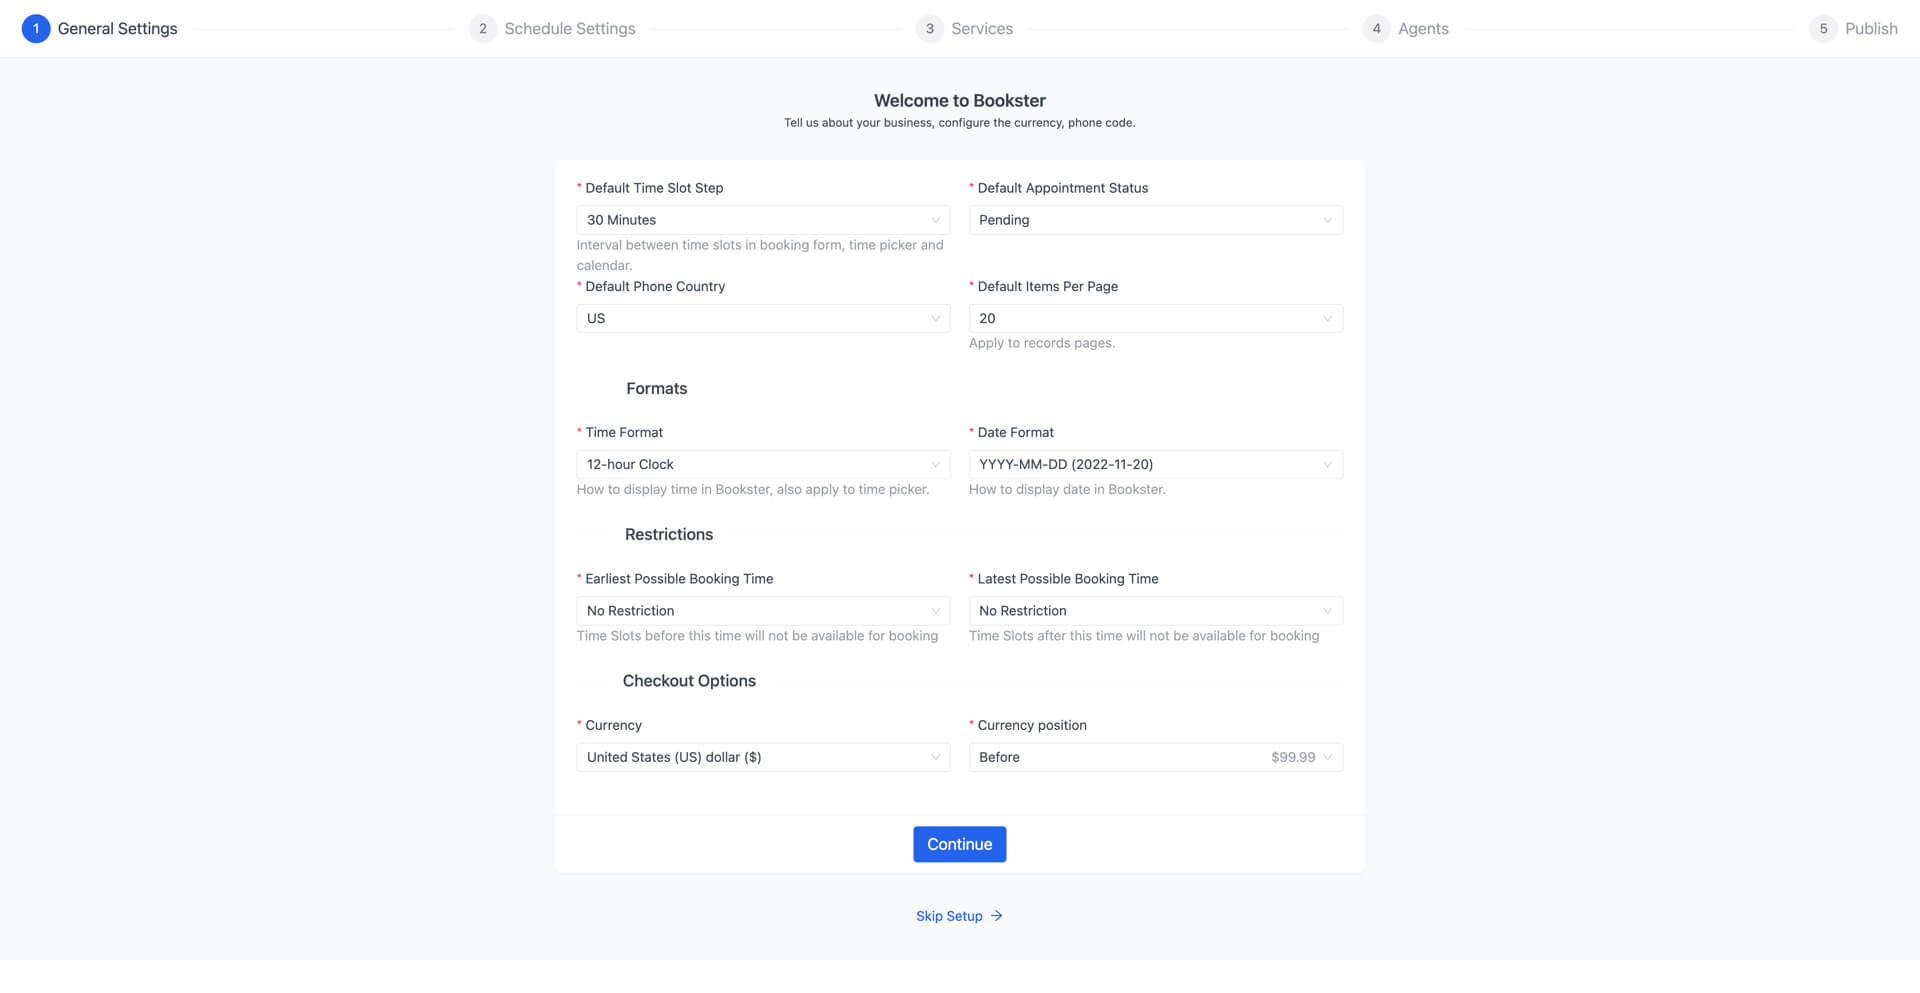 1 General Settings
2 Schedule Settings
3 Services
4 Agents
5 Publish
Welcome to Bookster
Tell us about your business, configure the currency, phone code.
* Default Time Slot Step
30 Minutes
Interval between time slots in booking form, time picker and
calendar.
* Default Appointment Status
Pending
* Default Phone Country
US
* Default Items Per Page
20
Apply to records pages.
Formats
* Time Format
12-hour Clock
How to display time in Bookster, also apply to time picker.
* Date Format
YYYY-MM-DD (2022-11-20)
How to display date in Bookster.
Restrictions
* Earliest Possible Booking Time
No Restriction
Time Slots before this time will not be available for booking
* Latest Possible Booking Time
No Restriction
Time Slots after this time will not be available for booking
Checkout Options
* Currency
United States (US) dollar ($)
* Currency position
Before $99.99
Continue
Skip Setup →